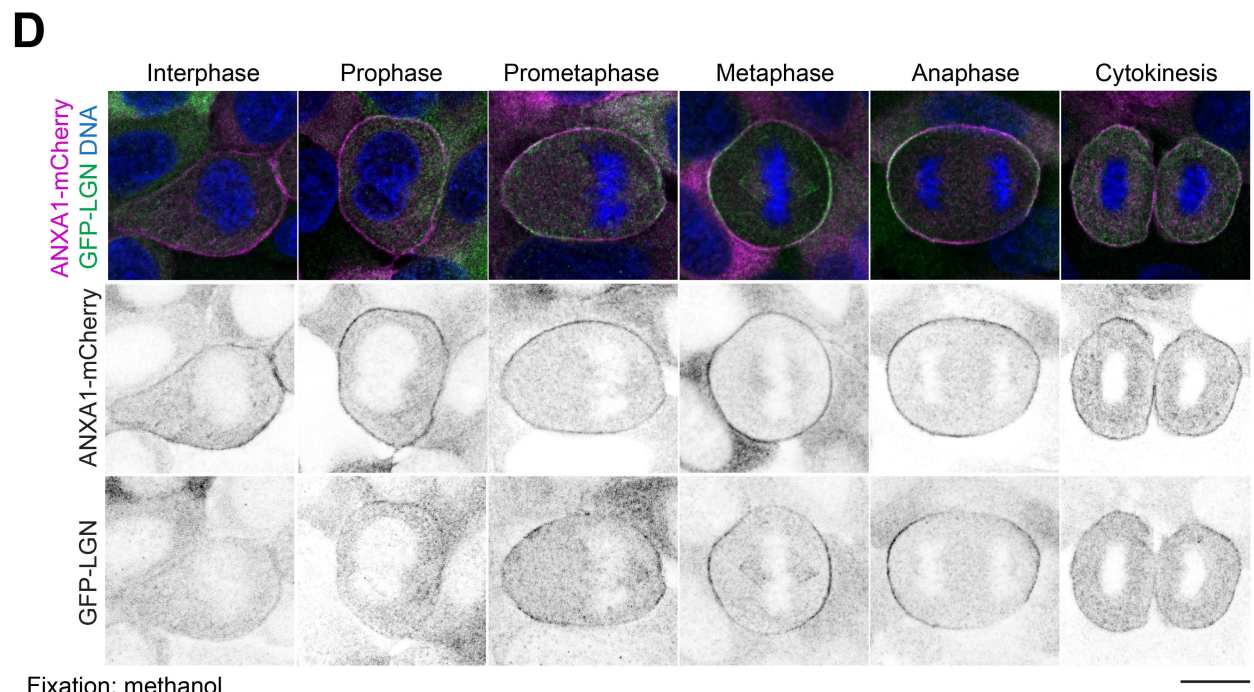 D
Interphase Prophase Prometaphase Metaphase Anaphase Cytokinesis
ANXA1-mCherry
GFP-LGN DNA
ANXA1-mCherry
GFP-LGN
Fixation: methanol